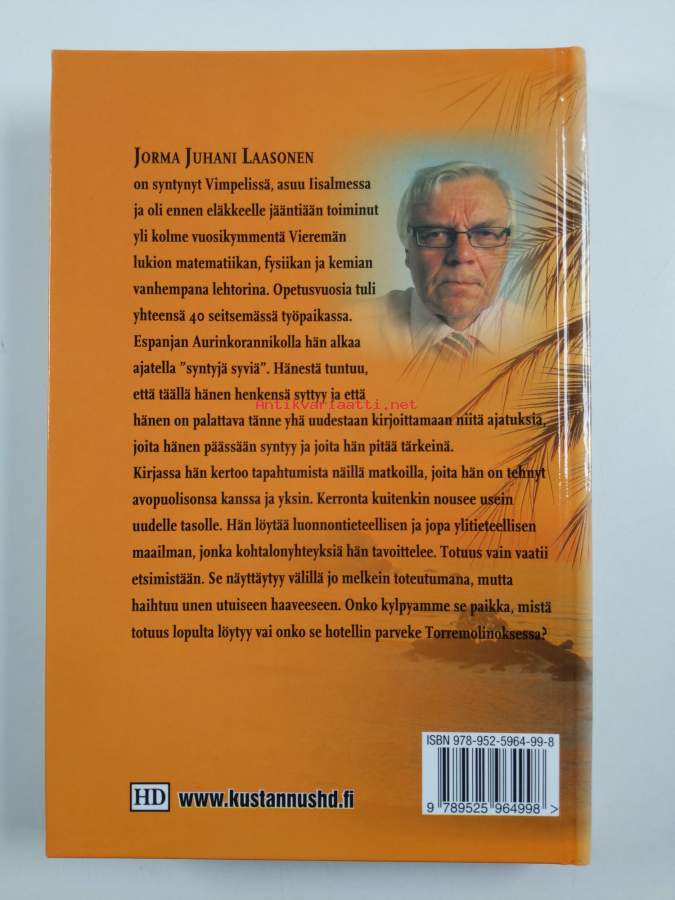 JORMA JUHANI LAASONEN
on syntynyt Vimpelissä, asuu Iisalmessa
ja oli ennen eläkkeelle jääntiään toiminut
yli kolme vuosikymmentä Vieremän
lukion matematiikan, fysiikan ja kemian
vanhempana lehtorina. Opetusvuosia tuli
yhteensä 40 seitsemässä työpaikassa.
Espanjan Aurinkorannikolla hän alkaa
ajatella ”syntyjä syviä”. Hänestä tuntuu,
että täällä hänen henkensä syttyy ja että
Antikvariaatti.net
hänen on palattava tänne yhä uudestaan kirjoittamaan niitä ajatuksia,
joita hänen päässään syntyy ja joita hän pitää tärkeinä.
Kirjassa hän kertoo tapahtumista näillä matkoilla, joita hän on tehnyt
avopuolisonsa kanssa ja yksin. Kerronta kuitenkin nousee usein
uudelle tasolle. Hän löytää luonnontieteellisen ja jopa ylitieteellisen
maailman, jonka kohtalonyhteyksiä hän tavoittelee. Totuus vain vaatii
etsimistään. Se näyttäytyy välillä jo melkein toteutumana, mutta
haihtuu unen utuiseen haaveeseen. Onko kylpyamme se paikka, mistä
totuus lopulta löytyy vai onko se hotellin parveke Torremolinoksessa?
ISBN 978-952-5964-99-8
9 789525 964998 >
HD www.kustannushd.fi